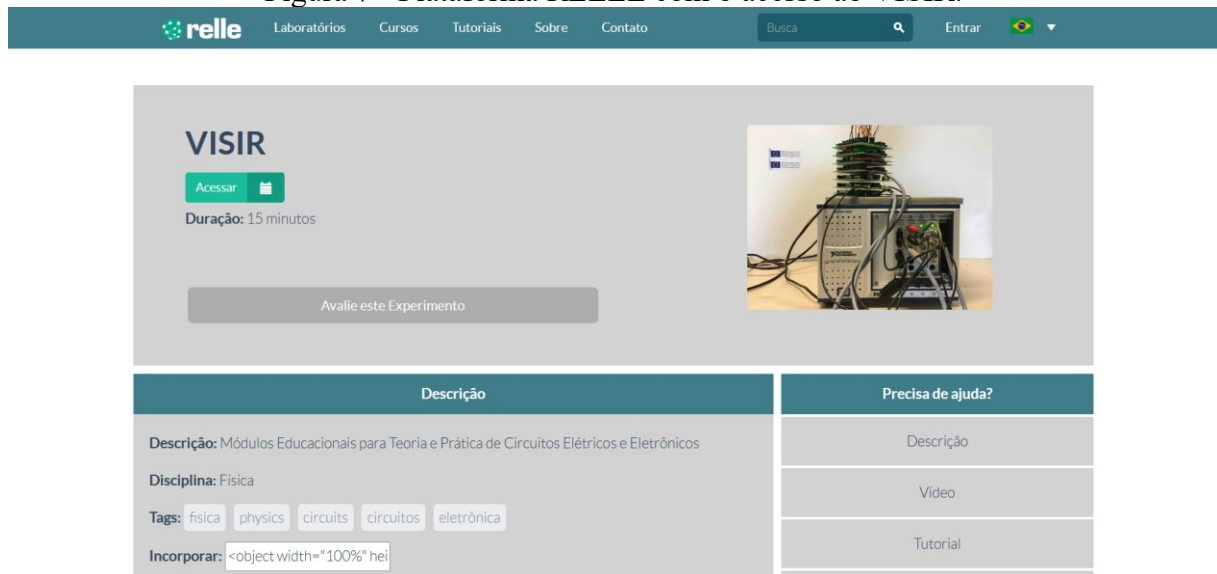 relle Laboratórios Cursos Tutoriais Sobre Contato Busca Entrar
VISIR
Acessar
Duração: 15 minutos
Avalie este Experimento
Descrição
Descrição: Módulos Educacionais para Teoria e Prática de Circuitos Elétricos e Eletrônicos
Disciplina: Física
Tags: fisica physics circuits circuitos eletrônica
Incorporar: <object width="100%" hei
Precisa de ajuda?
Descrição
Vídeo
Tutorial